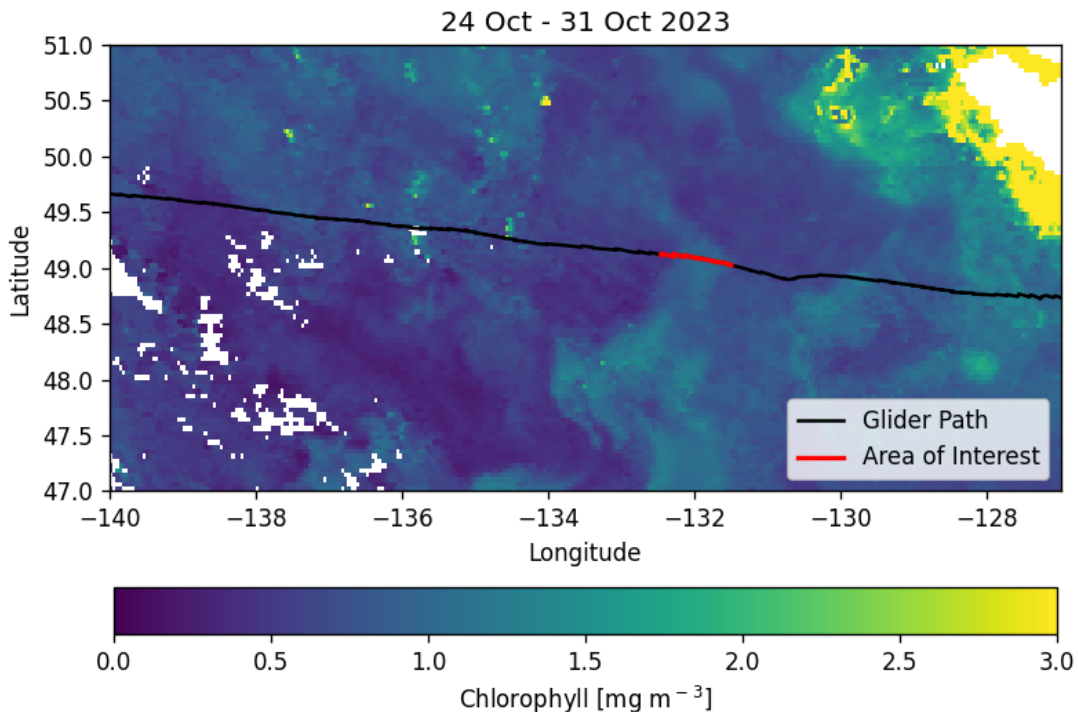 24 Oct - 31 Oct 2023
51.0
50.5
50.0
49.5
49.0
48.5
48.0
47.5
47.0
Latitude
−140 −138 −136 −134 −132 −130 −128
Longitude
Glider Path
Area of Interest
0.0 0.5 1.0 1.5 2.0 2.5 3.0
Chlorophyll [mg m⁻³]